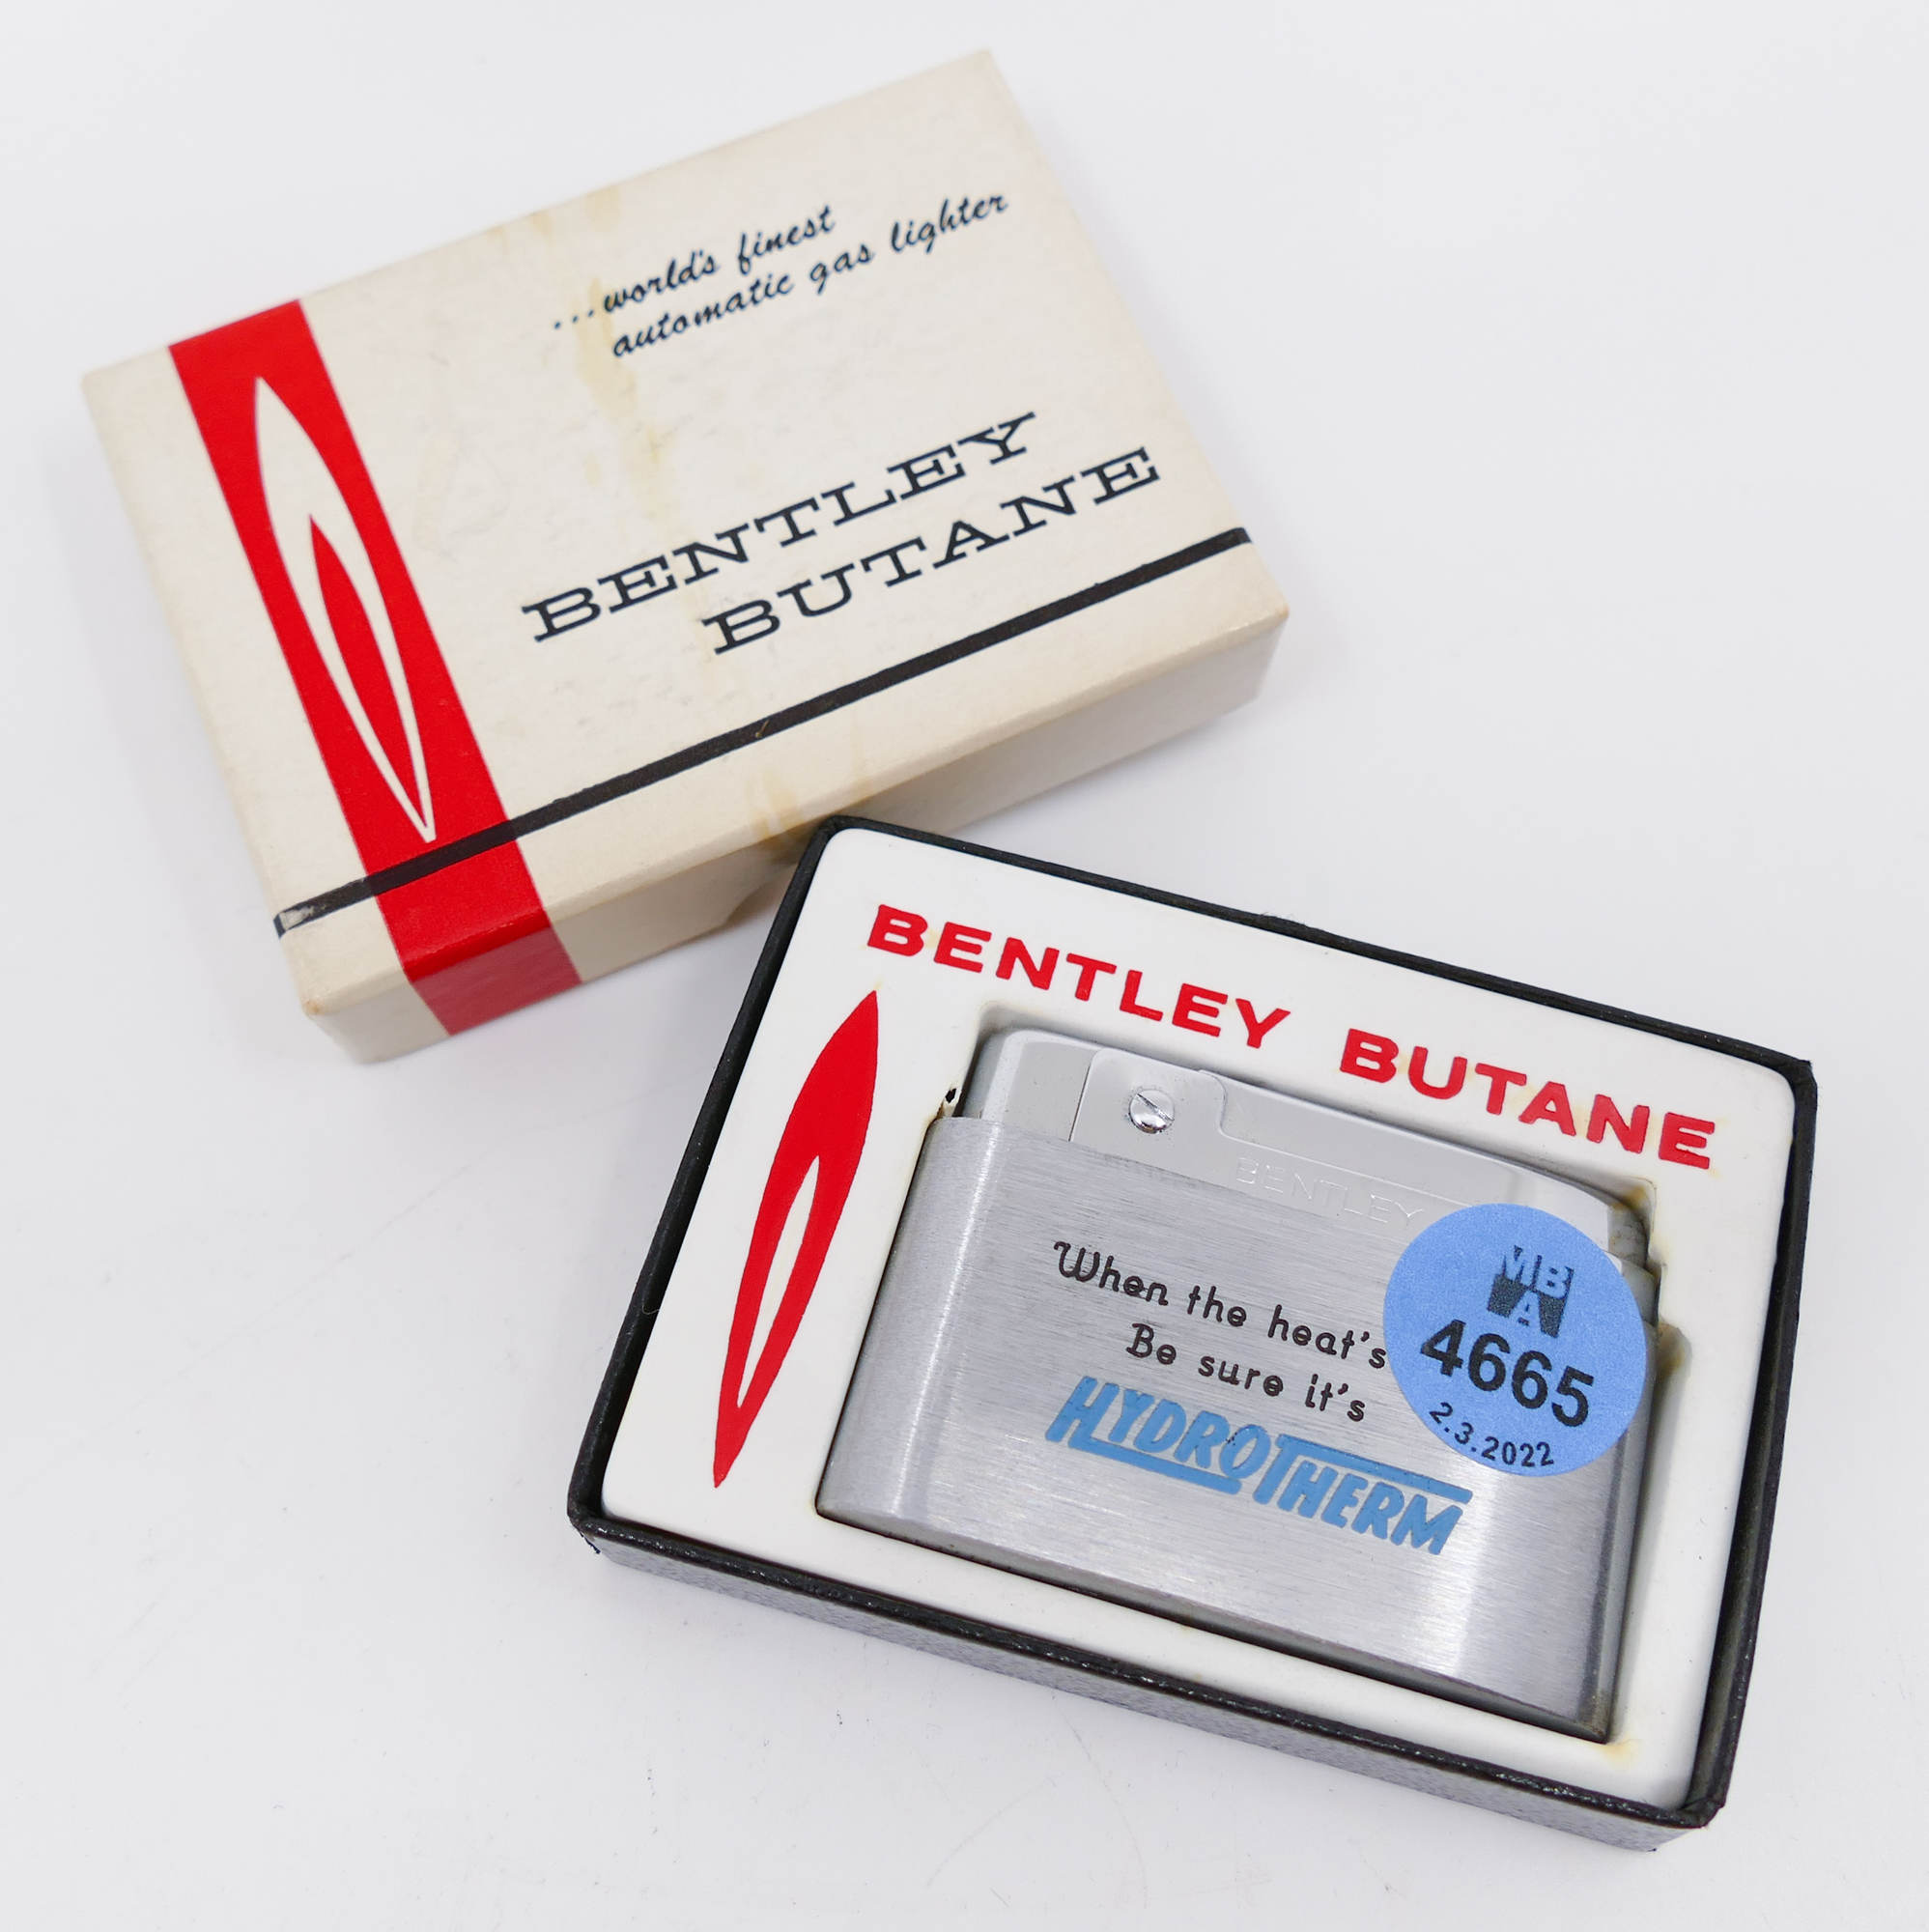 ...world's finest
automatic gas lighter
BENTLEY
BUTANE
BENTLEY BUTANE
BENTLEY
When the heat's
Be sure it's
HYDROTHERM
MBA
4665
2.3.2022